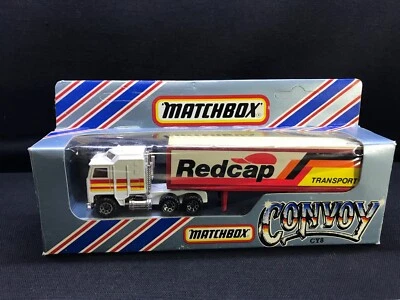 MATCHBOX
Redcap
TRANSPORT
MATCHBOX
CONVOY
CY8